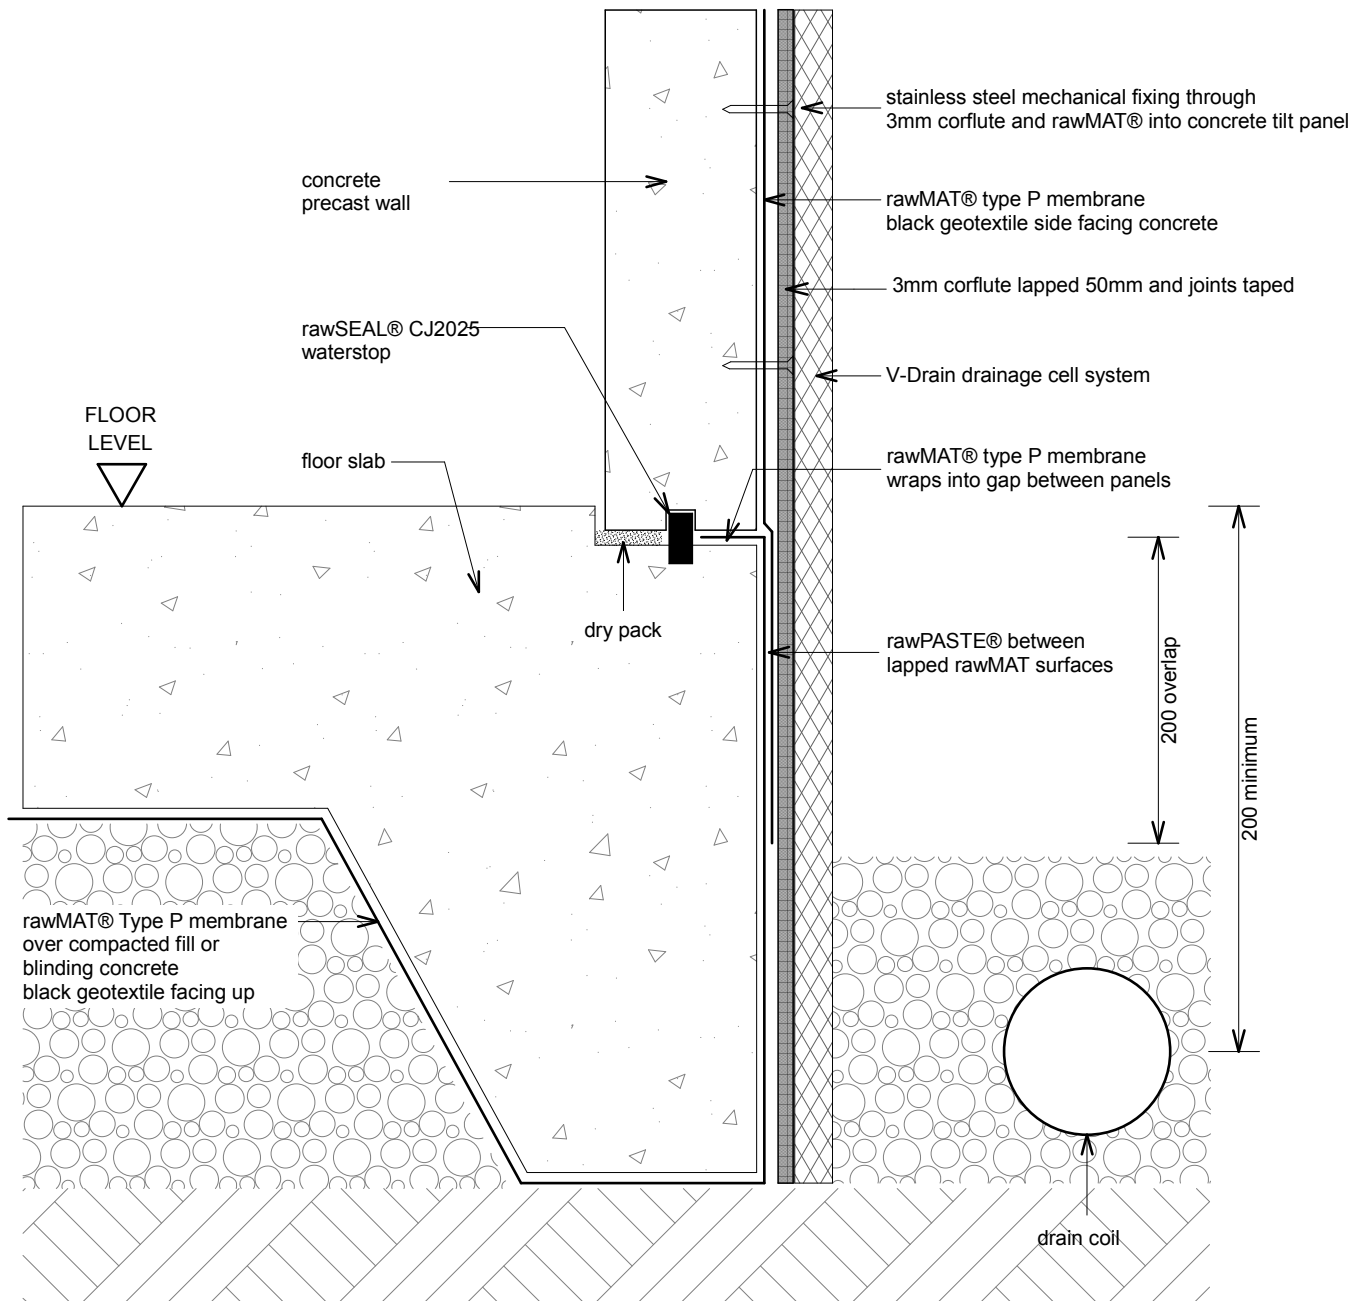 stainless steel mechanical fixing through
3mm corflute and rawMAT® into concrete tilt panel
concrete
precast wall
rawMAT® type P membrane
black geotextile side facing concrete
3mm corflute lapped 50mm and joints taped
rawSEAL® CJ2025
waterstop
V-Drain drainage cell system
FLOOR
LEVEL
floor slab
rawMAT® type P membrane
wraps into gap between panels
dry pack
rawPASTE® between
lapped rawMAT surfaces
200 overlap
200 minimum
rawMAT® Type P membrane
over compacted fill or
blinding concrete
black geotextile facing up
drain coil